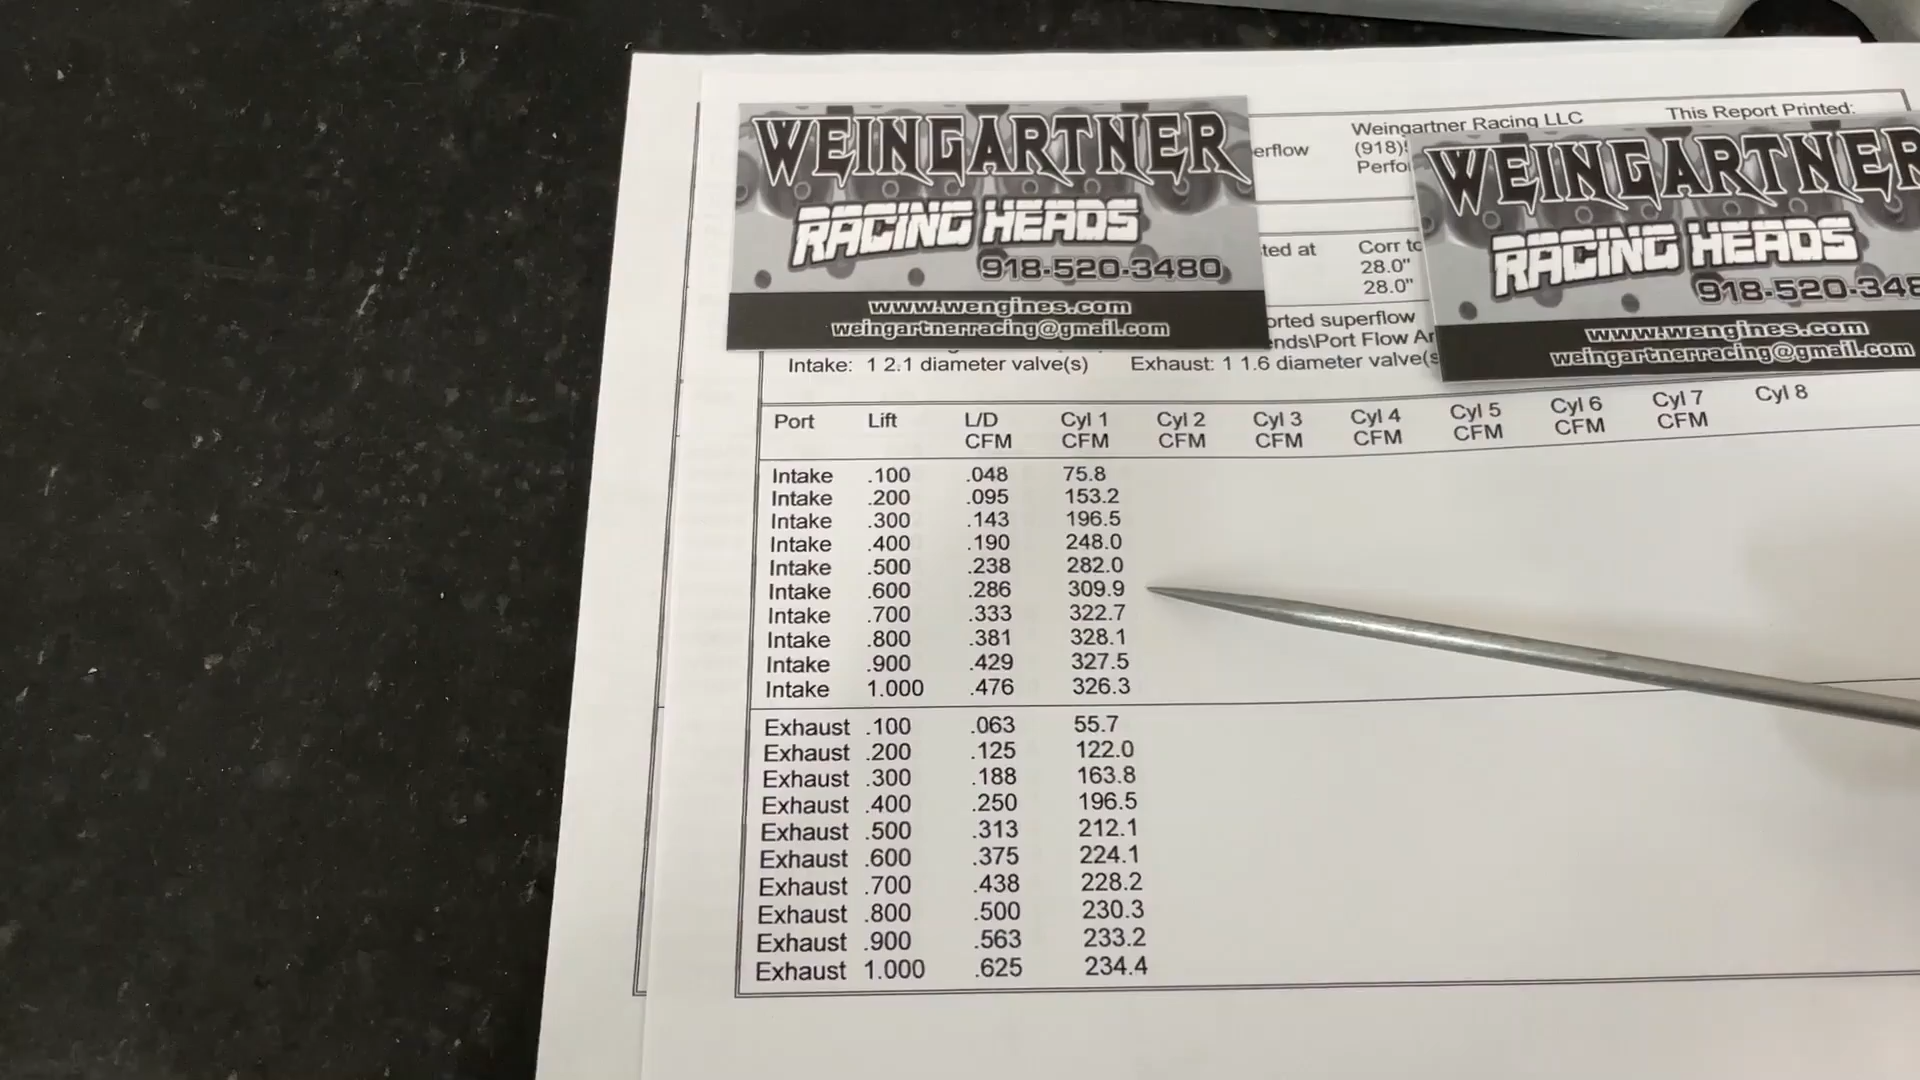 WEINGARTNER
RACING HEADS
918-520-3480
www.wengines.com
weingartnerracing@gmail.com
erflow
Weingartner Racing LLC
This Report Printed:
(918)
Perfo
WEINGARTNER
RACING HEADS
918-520-348
www.wengines.com
weingartnerracing@gmail.com
ted at
Corr to
28.0"
28.0"
orted superflow
nds\Port Flow An
Intake: 1 2.1 diameter valve(s) Exhaust: 1 1.6 diameter valve(s
Port Lift L/D Cyl 1 Cyl 2 Cyl 3 Cyl 4 Cyl 5 Cyl 6 Cyl 7 Cyl 8
CFM CFM CFM CFM CFM CFM CFM CFM
Intake .100 .048 75.8
Intake .200 .095 153.2
Intake .300 .143 196.5
Intake .400 .190 248.0
Intake .500 .238 282.0
Intake .600 .286 309.9
Intake .700 .333 322.7
Intake .800 .381 328.1
Intake .900 .429 327.5
Intake 1.000 .476 326.3
Exhaust .100 .063 55.7
Exhaust .200 .125 122.0
Exhaust .300 .188 163.8
Exhaust .400 .250 196.5
Exhaust .500 .313 212.1
Exhaust .600 .375 224.1
Exhaust .700 .438 228.2
Exhaust .800 .500 230.3
Exhaust .900 .563 233.2
Exhaust 1.000 .625 234.4